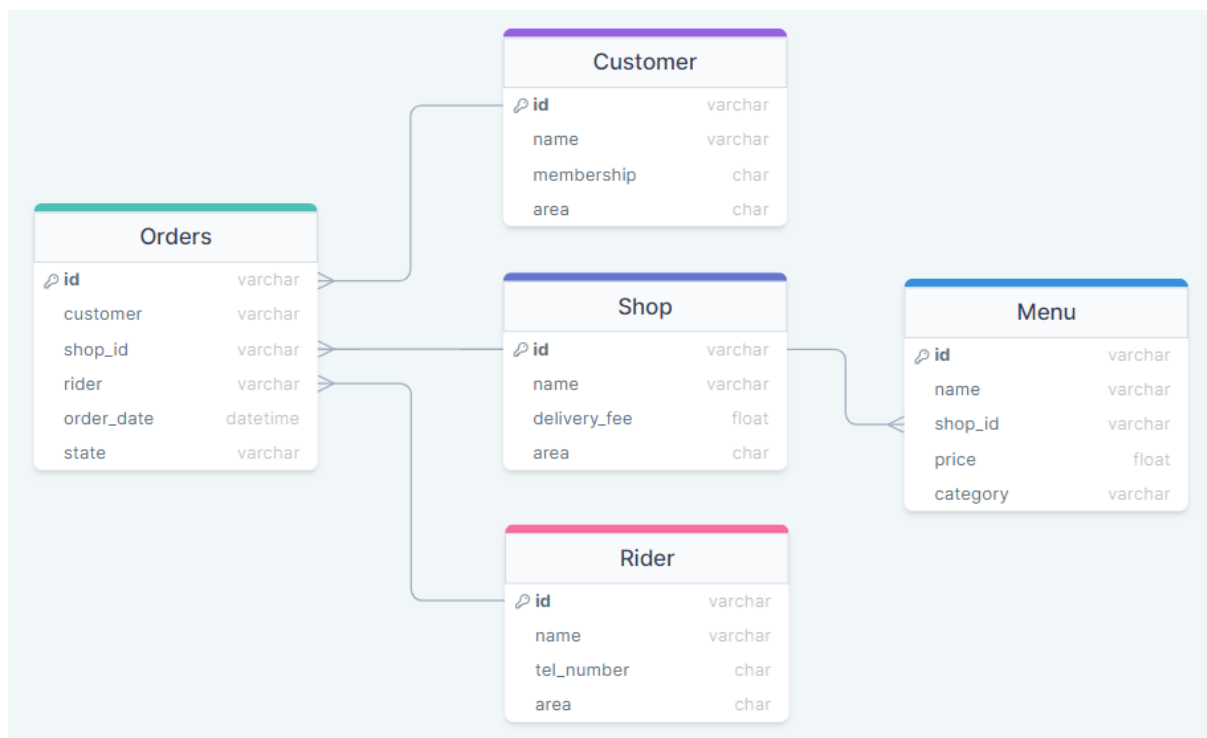 Customer
id varchar
name varchar
membership char
area char
Orders
id varchar
customer varchar
shop_id varchar
rider varchar
order_date datetime
state varchar
Shop
id varchar
name varchar
delivery_fee float
area char
Menu
id varchar
name varchar
shop_id varchar
price float
category varchar
Rider
id varchar
name varchar
tel_number char
area char